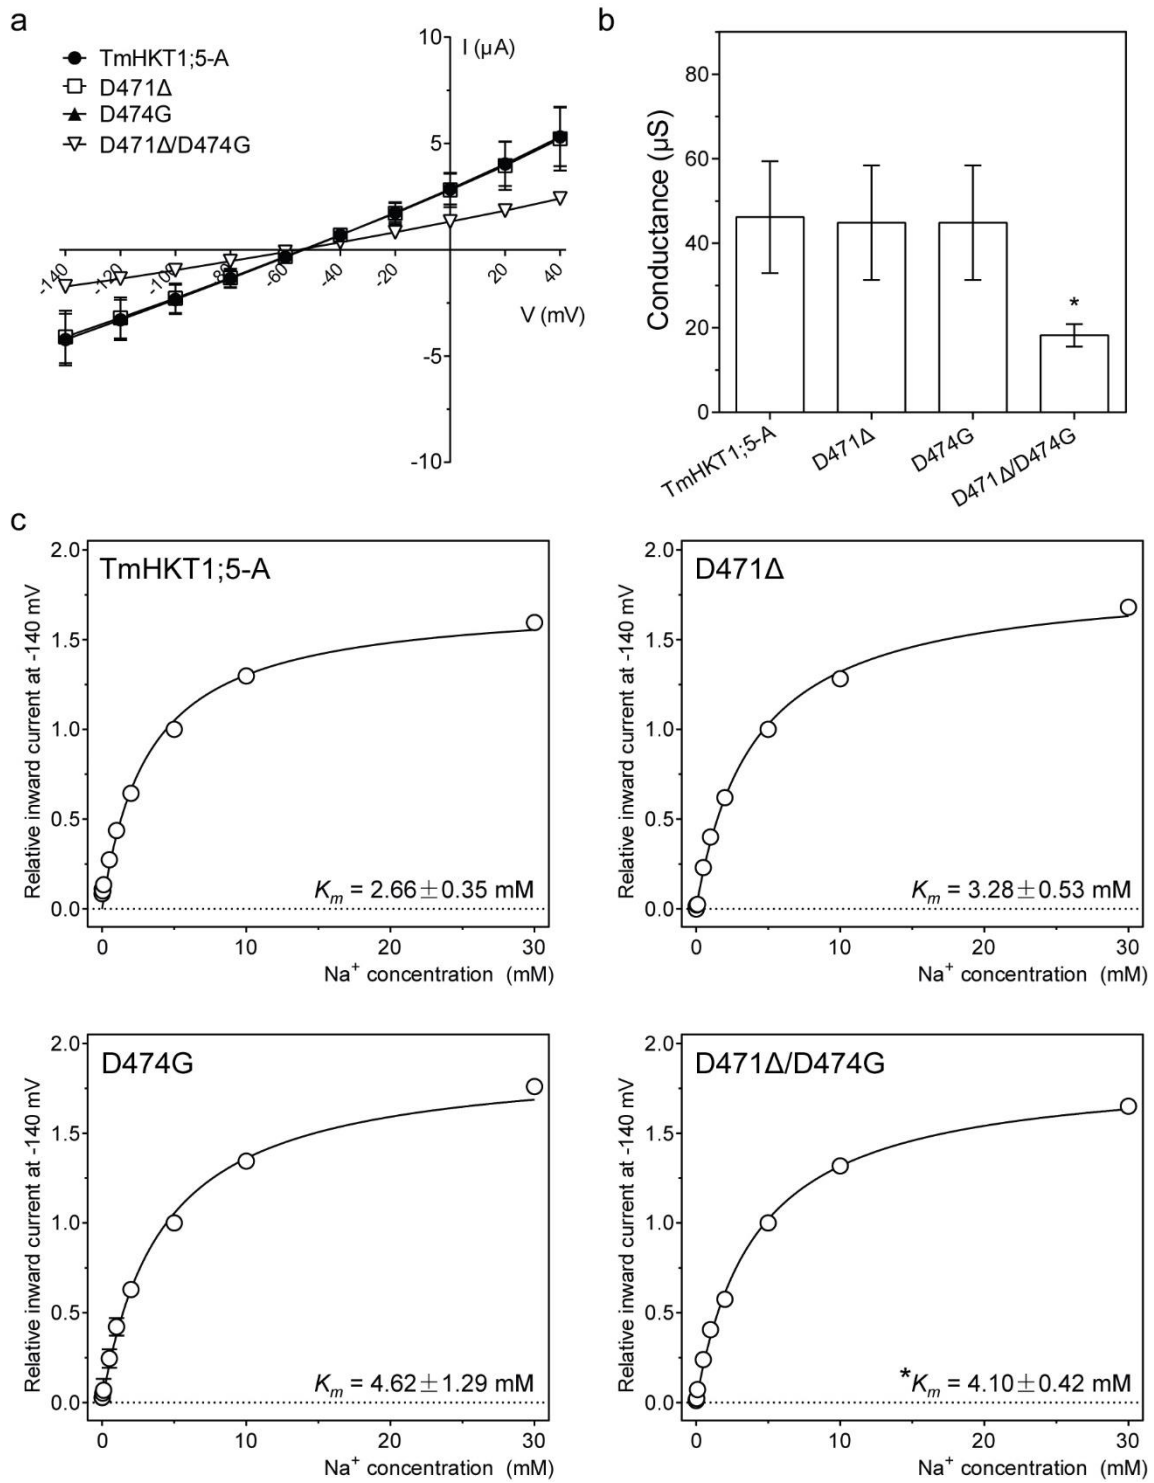 a
TmHKT1;5-A
D471Δ
D474G
D471Δ/D474G
I (µA)
10
5
-5
-10
-140 -120 -100 -80 -60 -40 -20 20 40
V (mV)
b
Conductance (µS)
80
60
40
20
0
TmHKT1;5-A D471Δ D474G D471Δ/D474G
*
c
TmHKT1;5-A
Relative inward current at -140 mV
2.0
1.5
1.0
0.5
0.0
Km = 2.66±0.35 mM
0 10 20 30
Na+ concentration (mM)
D471Δ
Relative inward current at -140 mV
2.0
1.5
1.0
0.5
0.0
Km = 3.28±0.53 mM
0 10 20 30
Na+ concentration (mM)
D474G
Relative inward current at -140 mV
2.0
1.5
1.0
0.5
0.0
Km = 4.62±1.29 mM
0 10 20 30
Na+ concentration (mM)
D471Δ/D474G
Relative inward current at -140 mV
2.0
1.5
1.0
0.5
0.0
*Km = 4.10±0.42 mM
0 10 20 30
Na+ concentration (mM)